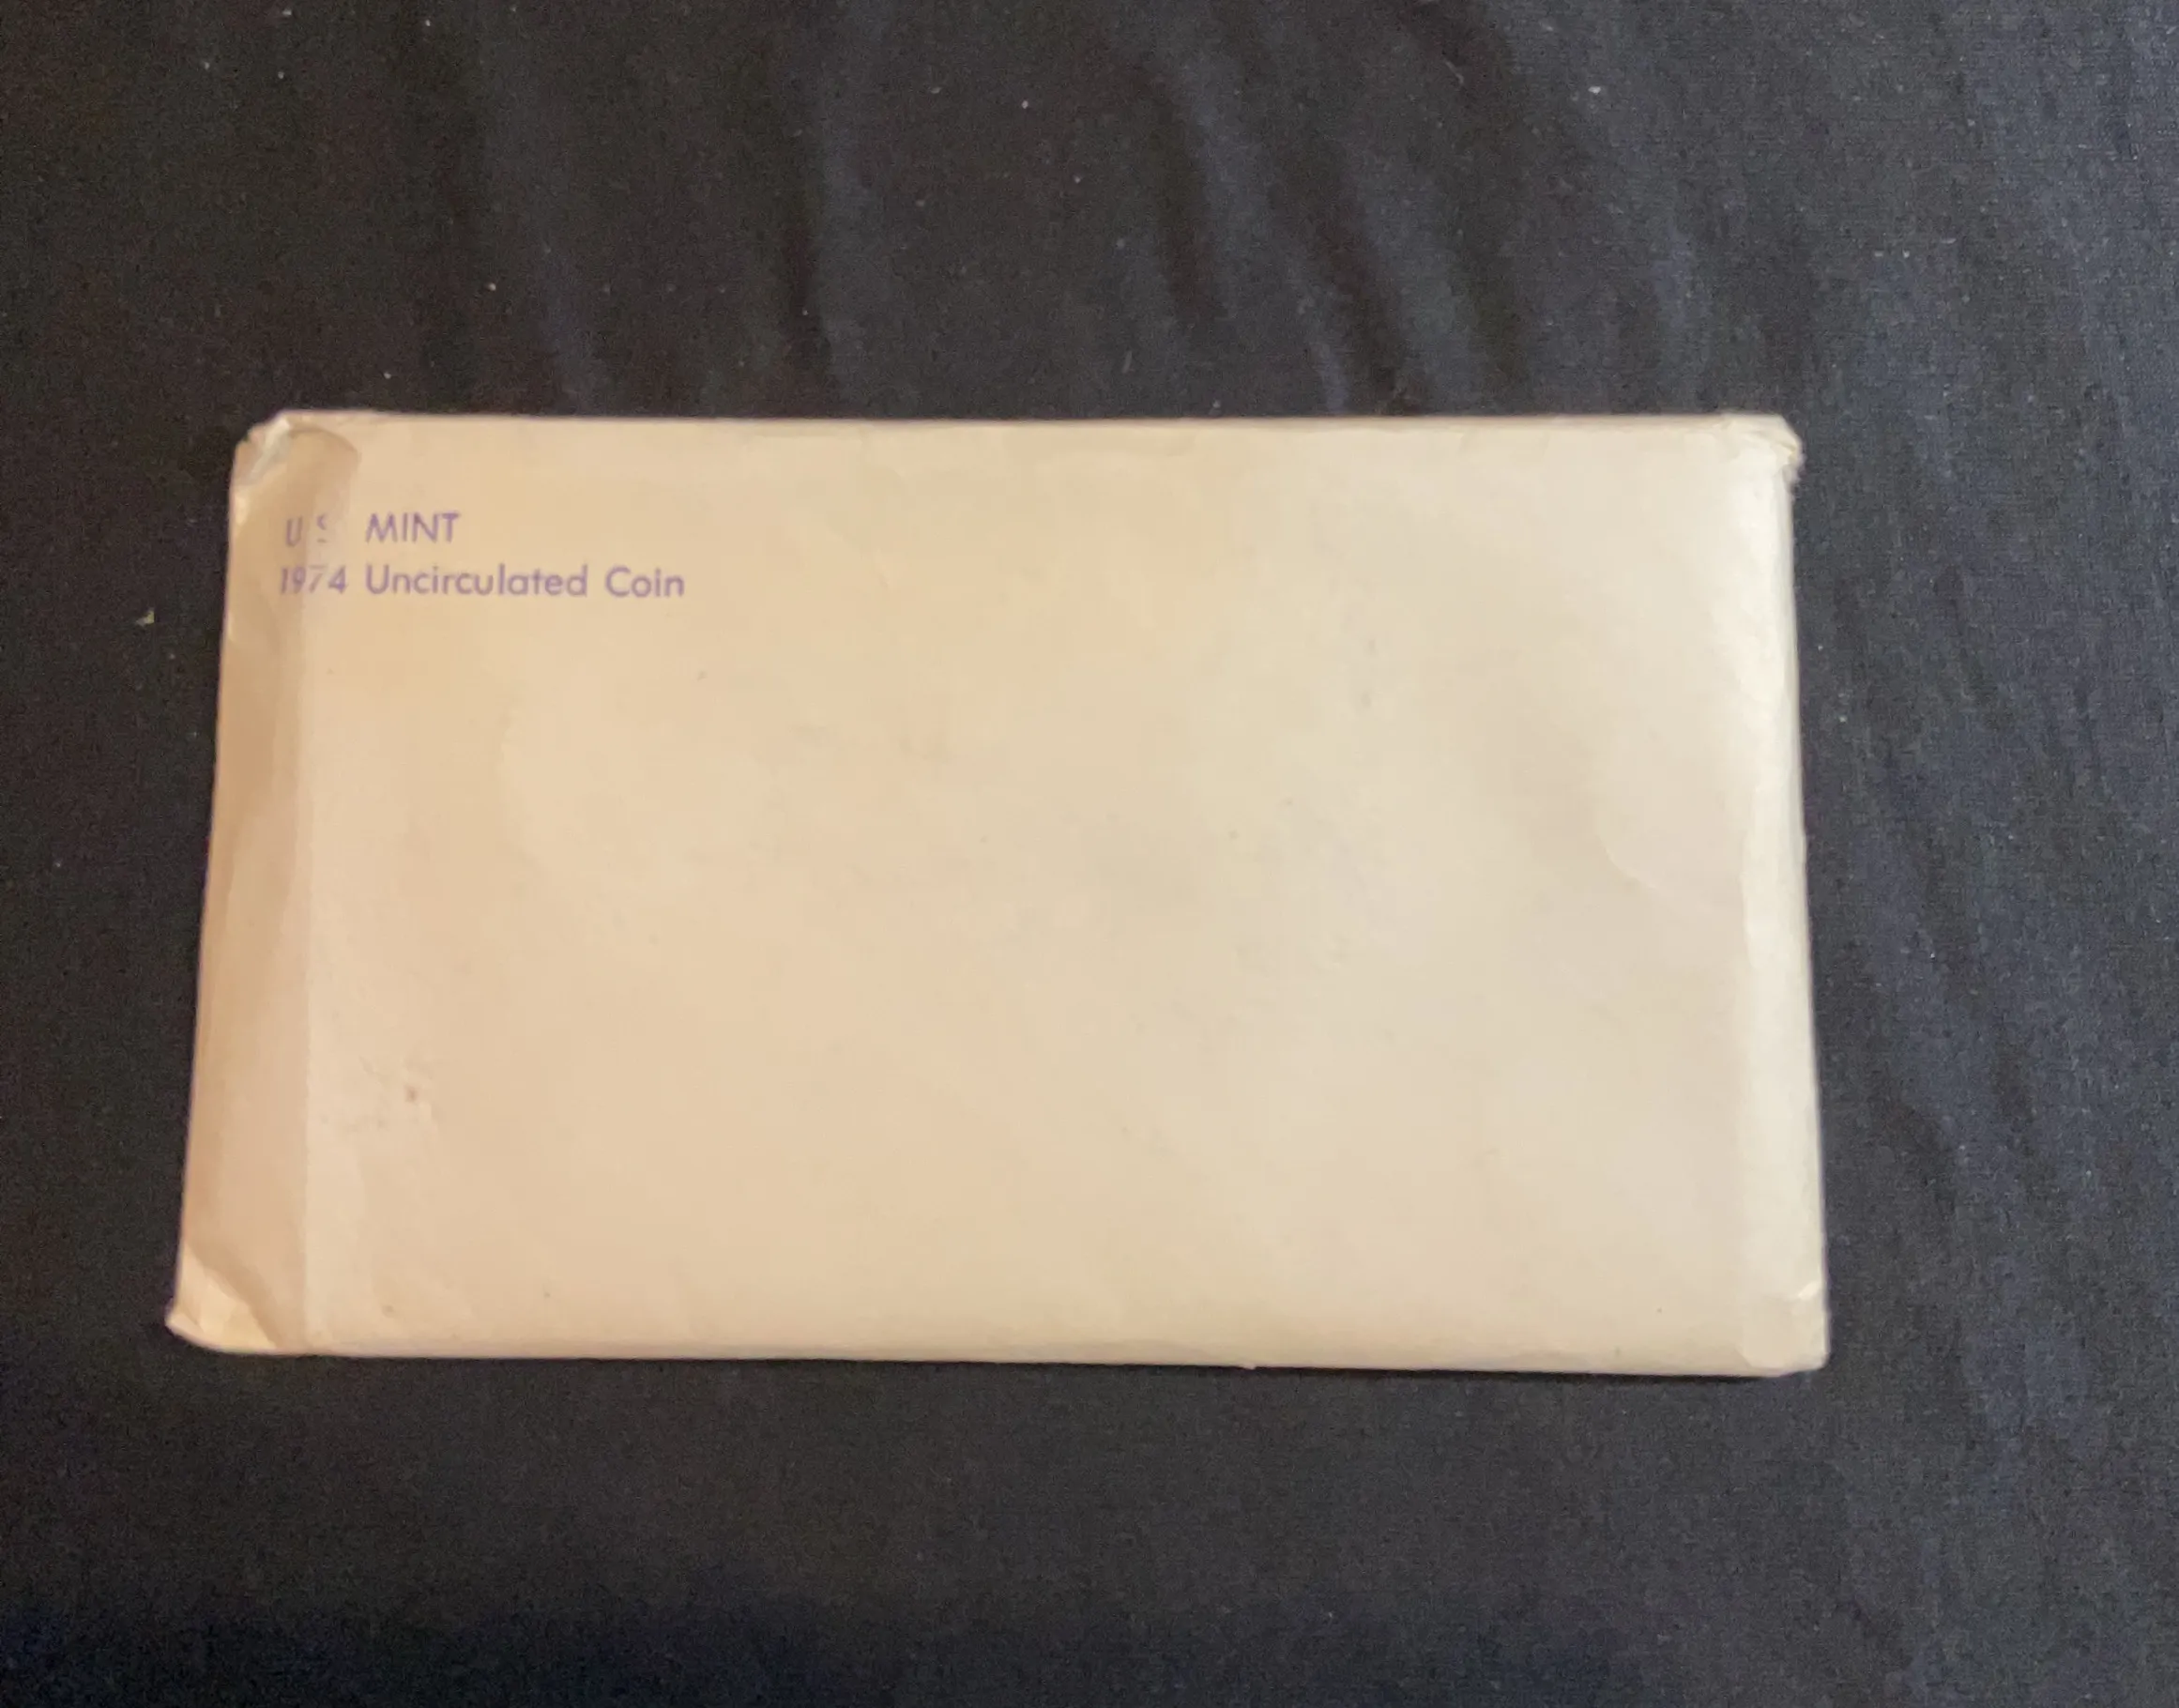 U S MINT
1974 Uncirculated Coin